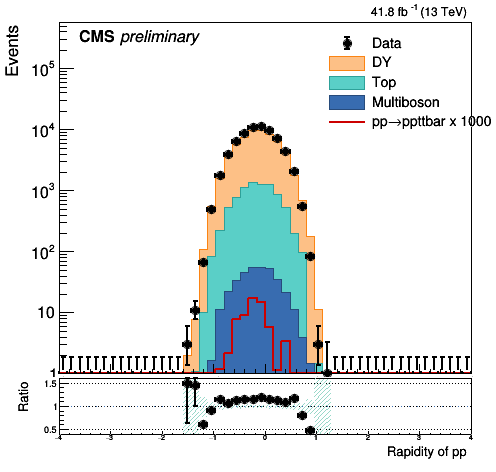 41.8 fb⁻¹ (13 TeV)
CMS preliminary
Events
Data
DY
Top
Multiboson
pp→ppttbar x 1000
10⁵
10⁴
10³
10²
10
1
Ratio
1.5
1
0.5
-4 -3 -2 -1 0 1 2 3 4
Rapidity of pp